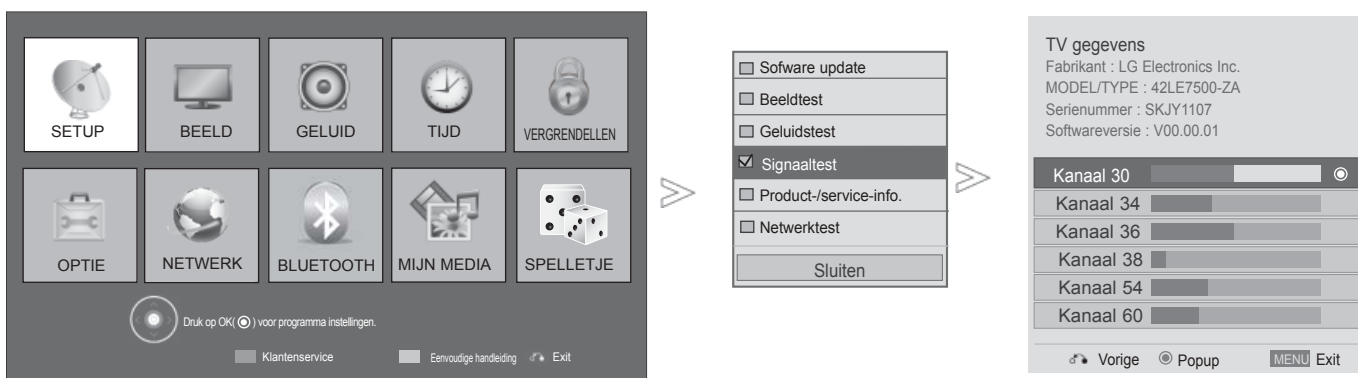 SETUP
BEELD
GELUID
TIJD
VERGRENDELLEN
OPTIE
NETWERK
BLUETOOTH
MIJN MEDIA
SPELLETJE
Druk op OK( ) voor programma instellingen.
Klantenservice
Eenvoudige handleiding
Exit
Sofware update
Beeldtest
Geluidstest
Signaaltest
Product-/service-info.
Netwerktest
Sluiten
TV gegevens
Fabrikant : LG Electronics Inc.
MODEL/TYPE : 42LE7500-ZA
Serienummer : SKJY1107
Softwareversie : V00.00.01
Kanaal 30
Kanaal 34
Kanaal 36
Kanaal 38
Kanaal 54
Kanaal 60
Vorige Popup MENU Exit